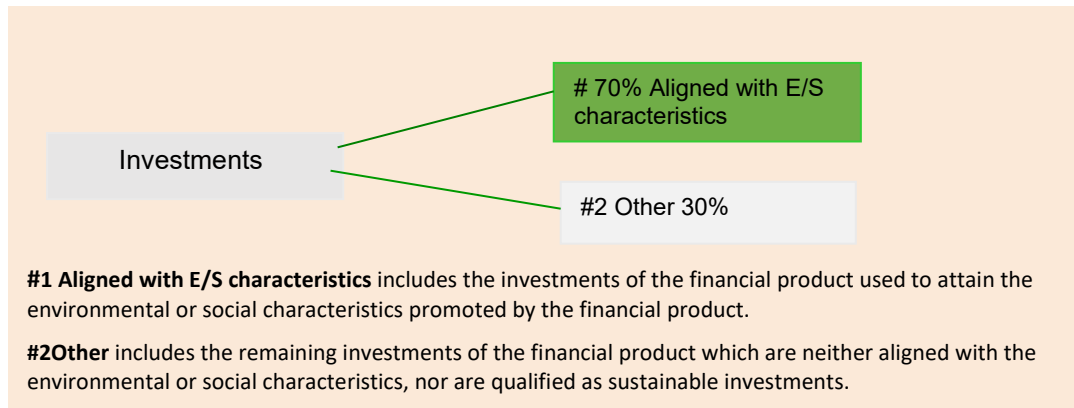 # 70% Aligned with E/S
characteristics
Investments
#2 Other 30%
#1 Aligned with E/S characteristics includes the investments of the financial product used to attain the
environmental or social characteristics promoted by the financial product.
#2Other includes the remaining investments of the financial product which are neither aligned with the
environmental or social characteristics, nor are qualified as sustainable investments.